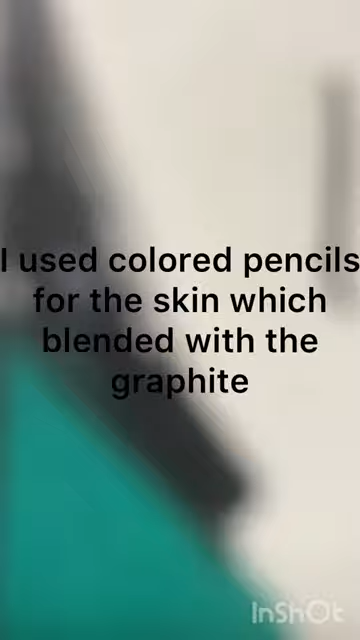 I used colored pencils
for the skin which
blended with the
graphite
InShOt